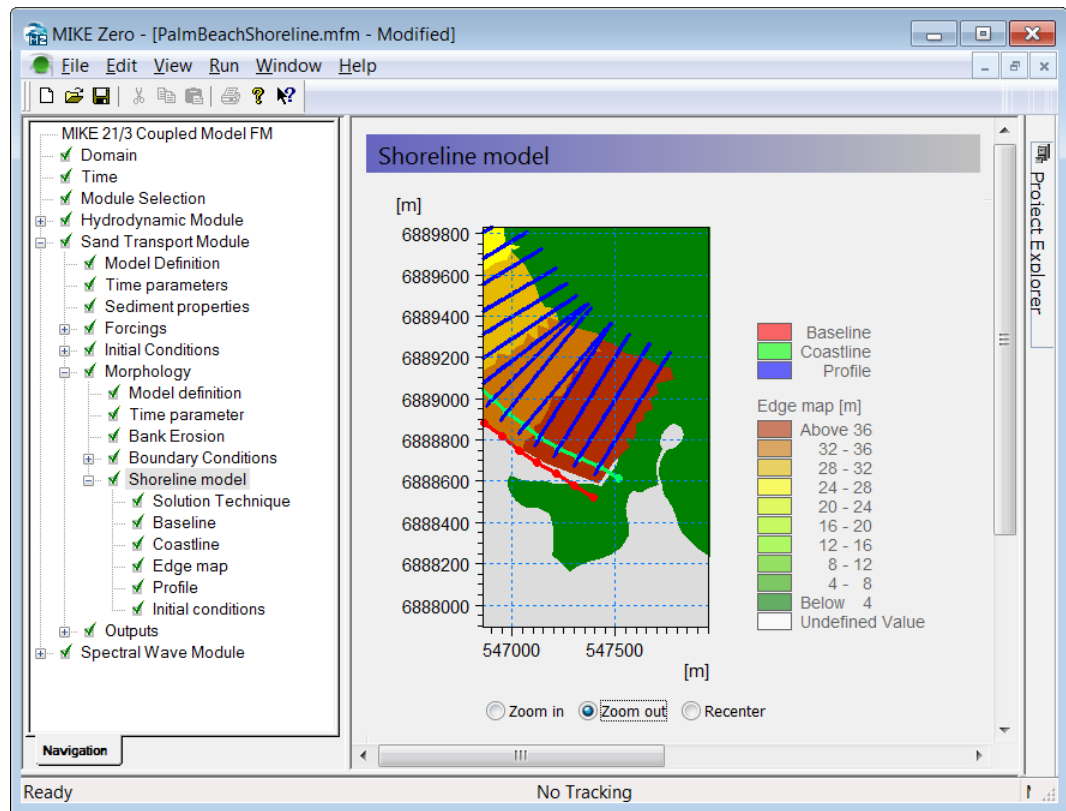 MIKE Zero - [PalmBeachShoreline.mfm - Modified]
File Edit View Run Window Help
MIKE 21/3 Coupled Model FM
Domain
Time
Module Selection
Hydrodynamic Module
Sand Transport Module
Model Definition
Time parameters
Sediment properties
Forcings
Initial Conditions
Morphology
Model definition
Time parameter
Bank Erosion
Boundary Conditions
Shoreline model
Solution Technique
Baseline
Coastline
Edge map
Profile
Initial conditions
Outputs
Spectral Wave Module
Navigation
Shoreline model
[m]
6889800
6889600
6889400
6889200
6889000
6888800
6888600
6888400
6888200
6888000
547000 547500
[m]
Baseline
Coastline
Profile
Edge map [m]
Above 36
32 - 36
28 - 32
24 - 28
20 - 24
16 - 20
12 - 16
8 - 12
4 - 8
Below 4
Undefined Value
Zoom in Zoom out Recenter
Project Explorer
Ready No Tracking